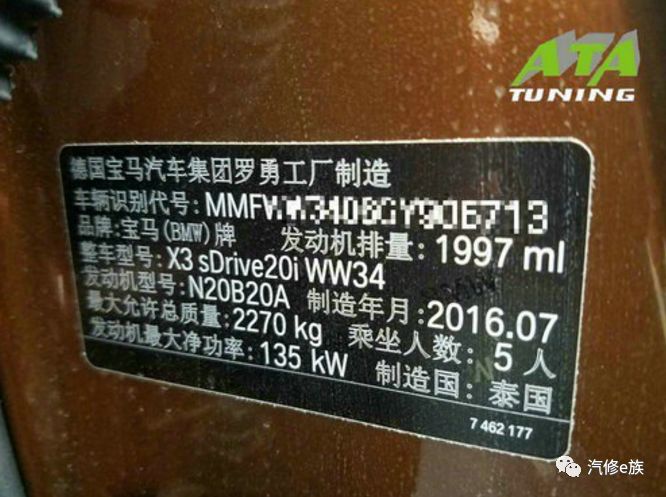 ATA
TUNING
德国宝马汽车集团罗勇工厂制造
车辆识别代号: MMF
品牌: 宝马(BMW)牌 发动机排量: 1997 ml
整车型号: X3 sDrive20i WW34
发动机型号: N20B20A 制造年月: 2016.07
最大允许总质量: 2270 kg 乘坐人数: 5 人
发动机最大净功率: 135 kW 制造国: 泰国
7 462 177
汽修e族